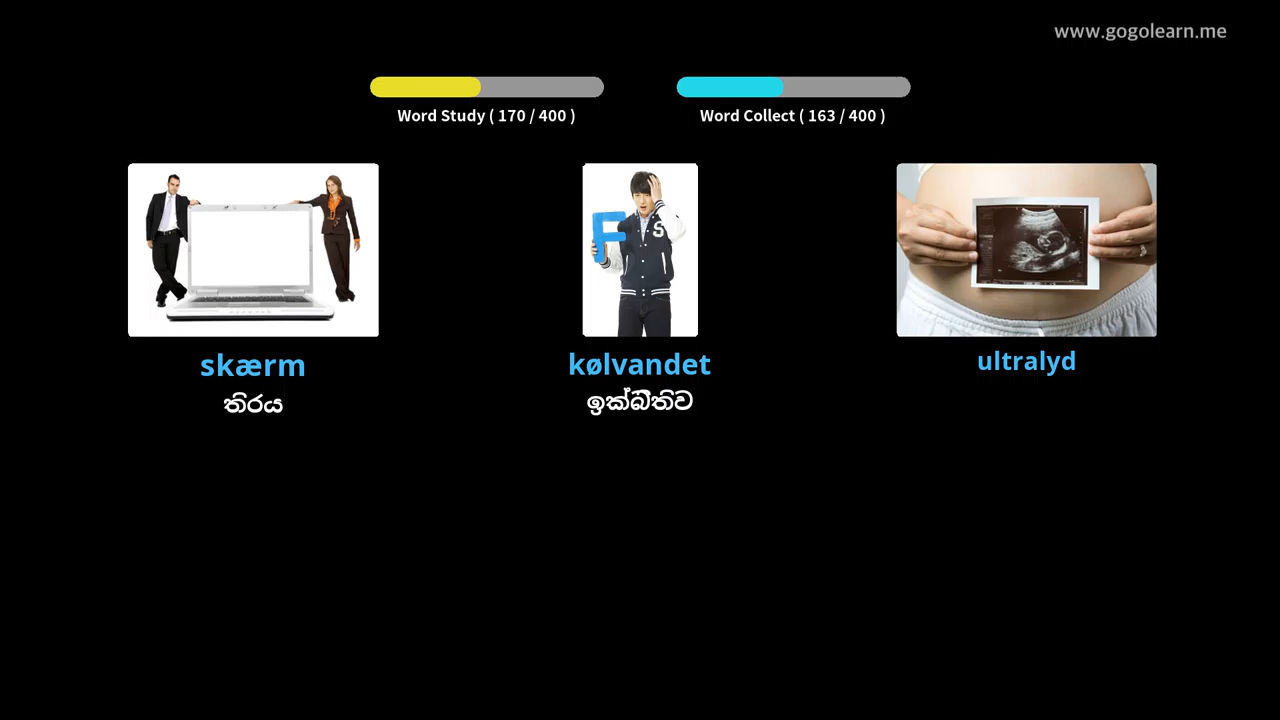 www.gogolearn.me
Word Study ( 170 / 400 )
Word Collect ( 163 / 400 )
F
S
skærm
තිරය
kølvandet
ඉක්බිතිව
ultralyd